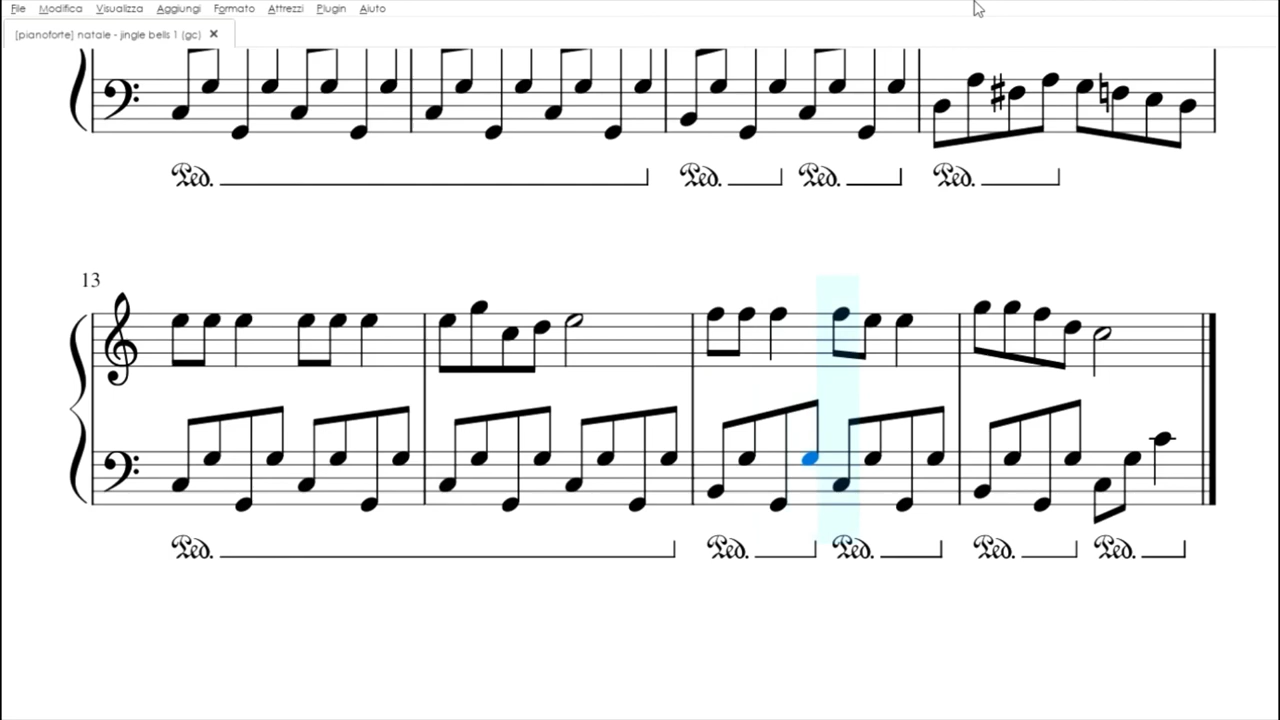 File Modifica Visualizza Aggiungi Formato Attrezzi Plugin Aiuto
[pianoforte] natale - jingle bells 1 (gc) ×
Ped. Ped. Ped. Ped.
13
Ped. Ped. Ped. Ped. Ped.